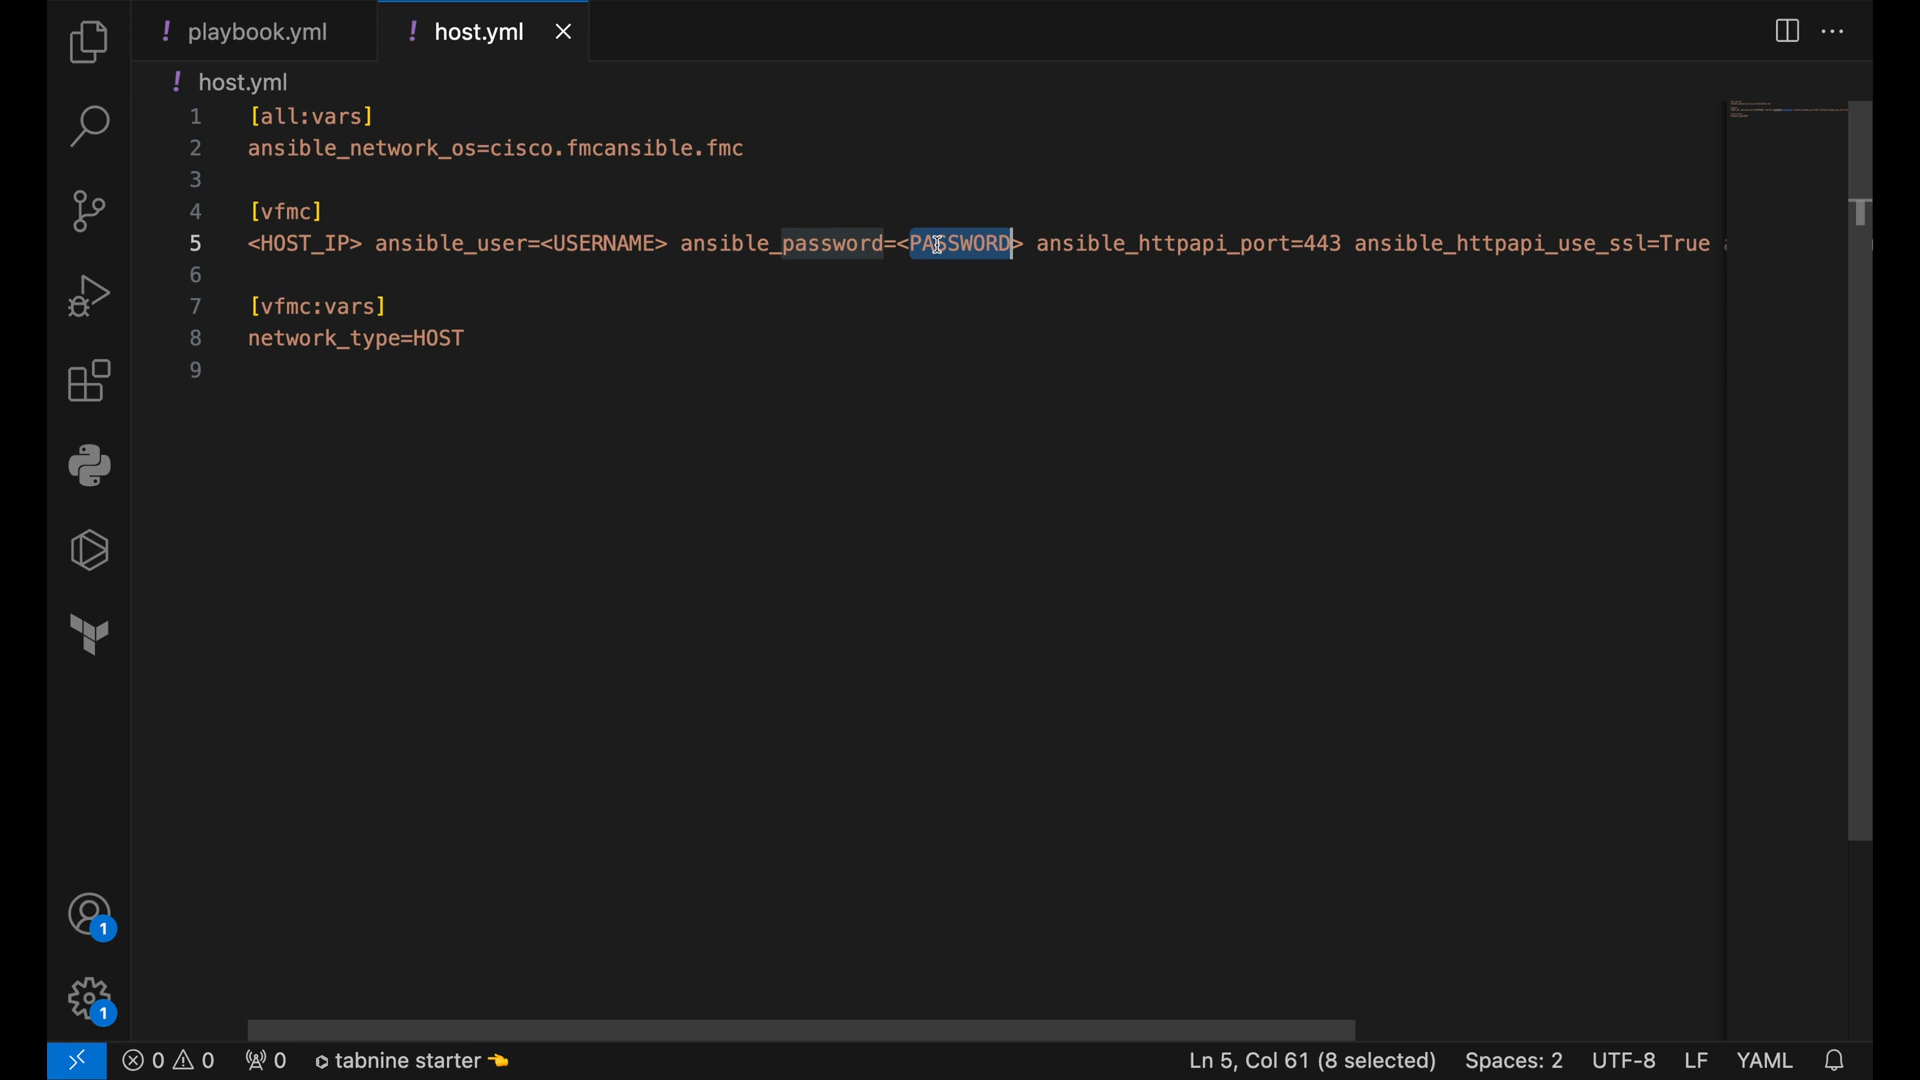 playbook.yml
host.yml
host.yml
1 [all:vars]
2 ansible_network_os=cisco.fmcansible.fmc
3
4 [vfmc]
5 <HOST_IP> ansible_user=<USERNAME> ansible_password=<PASSWORD> ansible_httpapi_port=443 ansible_httpapi_use_ssl=True
6
7 [vfmc:vars]
8 network_type=HOST
9
1
1
0 0 0 tabnine starter Ln 5, Col 61 (8 selected) Spaces: 2 UTF-8 LF YAML